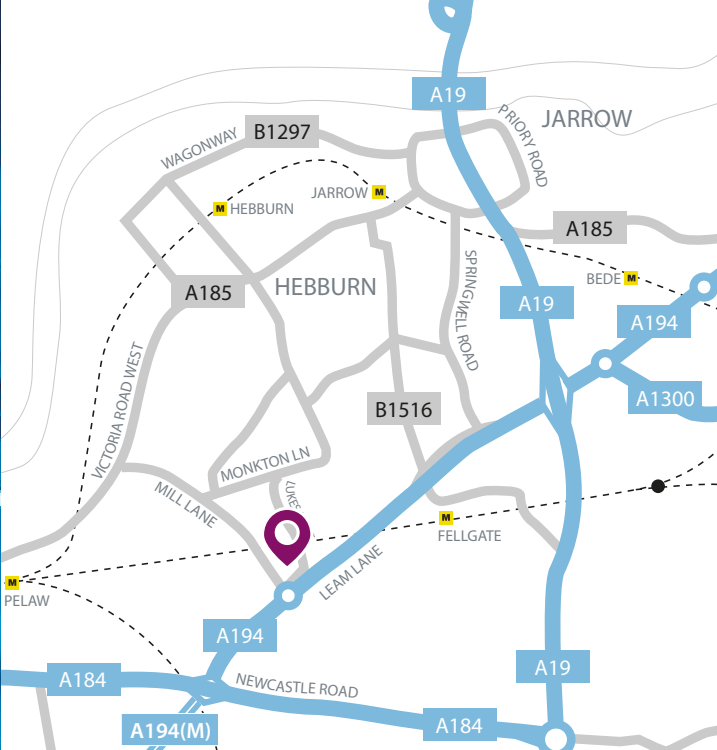 A19
JARROW
PRIORY ROAD
B1297
WAGONWAY
JARROW
M
M
HEBBURN
A185
BEDE
M
SPRINGWELL ROAD
HEBBURN
A185
A19
A194
A1300
VICTORIA ROAD WEST
B1516
MONKTON LN
MILL LANE
LUKES
M
FELLGATE
LEAM LANE
M
PELAW
A194
A19
A184
NEWCASTLE ROAD
A194(M)
A184